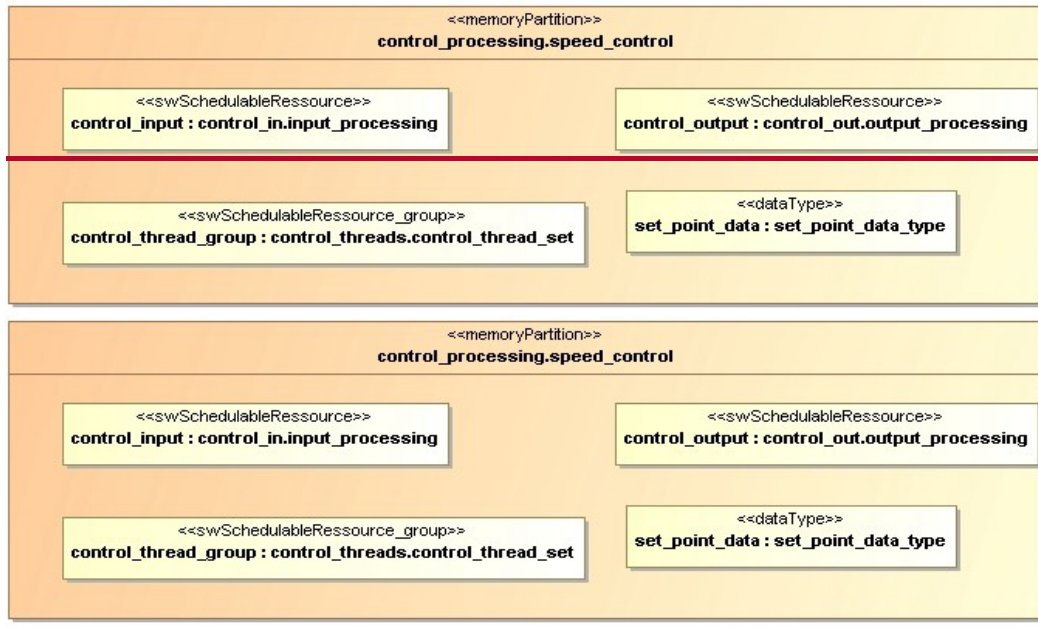 <<memoryPartition>>
control_processing.speed_control
<<swSchedulableRessource>>
control_input : control_in.input_processing
<<swSchedulableRessource>>
control_output : control_out.output_processing
<<swSchedulableRessource_group>>
control_thread_group : control_threads.control_thread_set
<<dataType>>
set_point_data : set_point_data_type
<<memoryPartition>>
control_processing.speed_control
<<swSchedulableRessource>>
control_input : control_in.input_processing
<<swSchedulableRessource>>
control_output : control_out.output_processing
<<swSchedulableRessource_group>>
control_thread_group : control_threads.control_thread_set
<<dataType>>
set_point_data : set_point_data_type